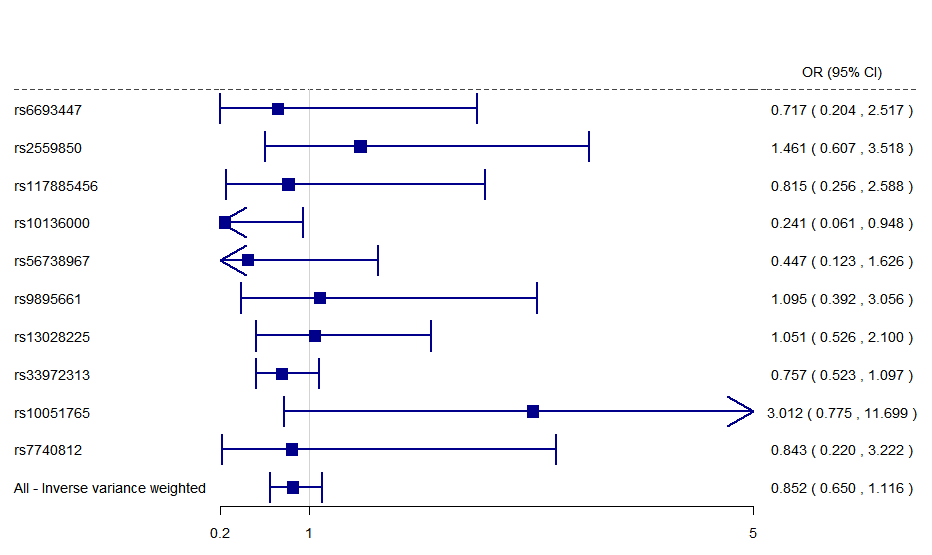 OR (95% CI)
rs6693447 0.717 ( 0.204 , 2.517 )
rs2559850 1.461 ( 0.607 , 3.518 )
rs117885456 0.815 ( 0.256 , 2.588 )
rs10136000 0.241 ( 0.061 , 0.948 )
rs56738967 0.447 ( 0.123 , 1.626 )
rs9895661 1.095 ( 0.392 , 3.056 )
rs13028225 1.051 ( 0.526 , 2.100 )
rs33972313 0.757 ( 0.523 , 1.097 )
rs10051765 3.012 ( 0.775 , 11.699 )
rs7740812 0.843 ( 0.220 , 3.222 )
All - Inverse variance weighted 0.852 ( 0.650 , 1.116 )
0.2 1 5